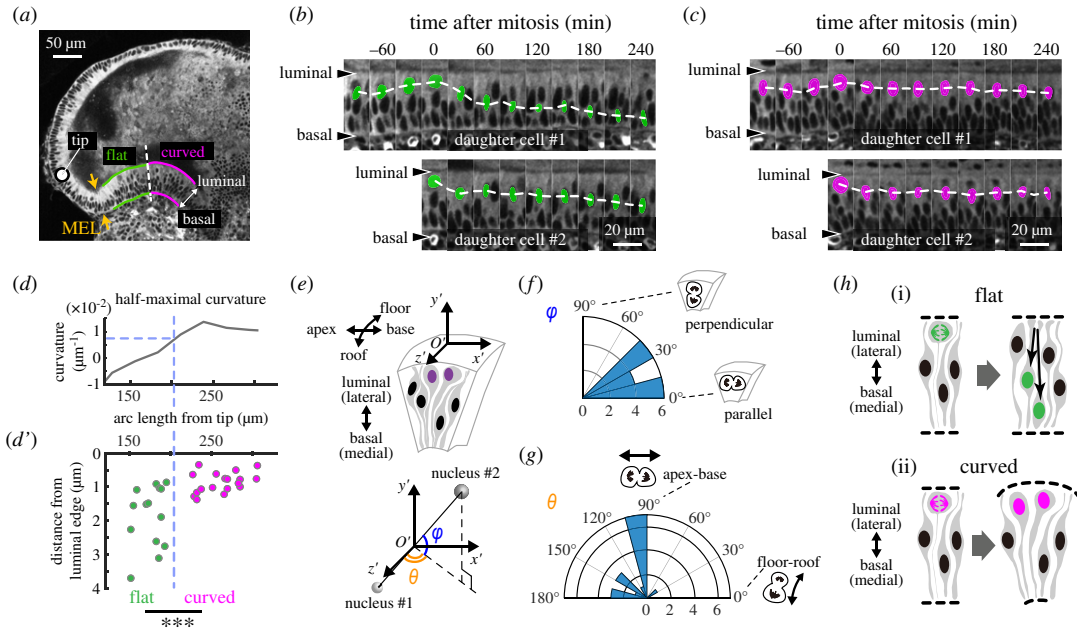 (a)
50 μm
tip
flat
curved
luminal
basal
MEL
(b)
time after mitosis (min)
−60 0 60 120 180 240
luminal
basal
daughter cell #1
luminal
basal
daughter cell #2
20 μm
(c)
time after mitosis (min)
−60 0 60 120 180 240
luminal
basal
daughter cell #1
luminal
basal
daughter cell #2
20 μm
(d)
(×10⁻²)
half-maximal curvature
curvature
(μm⁻¹)
1
0
-1
arc length from tip (μm)
(d’)
150 250
distance from
luminal edge (μm)
0
1
2
3
4
flat curved
***
(e)
y′
floor
apex base
roof
O′
z′ x′
luminal
(lateral)
basal
(medial)
nucleus #2
y′
φ
O′
x′
z′
θ
nucleus #1
(f)
φ
90°
60°
30°
0°
0 2 4 6
perpendicular
parallel
(g)
θ
apex-base
90°
120° 60°
150° 30°
180° 0°
0 2 4 6
floor-roof
(h)
(i) flat
luminal
(lateral)
basal
(medial)
(ii) curved
luminal
(lateral)
basal
(medial)